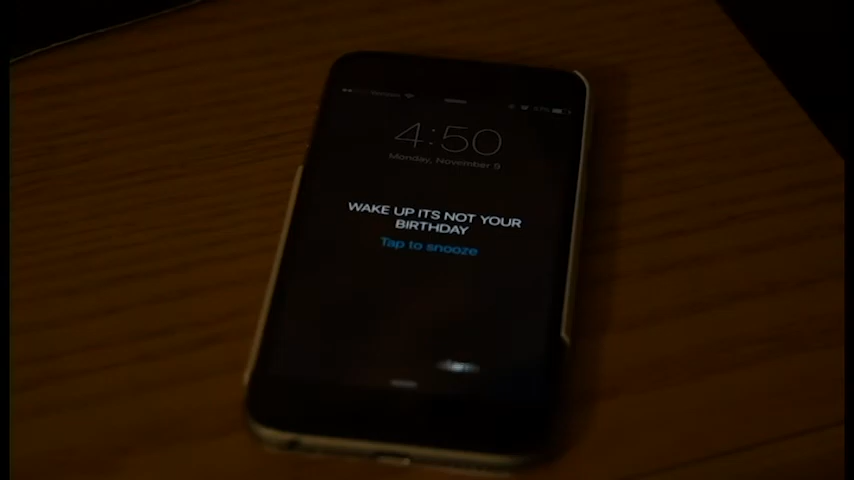 4:50
Monday, November 9
WAKE UP ITS NOT YOUR
BIRTHDAY
Tap to snooze